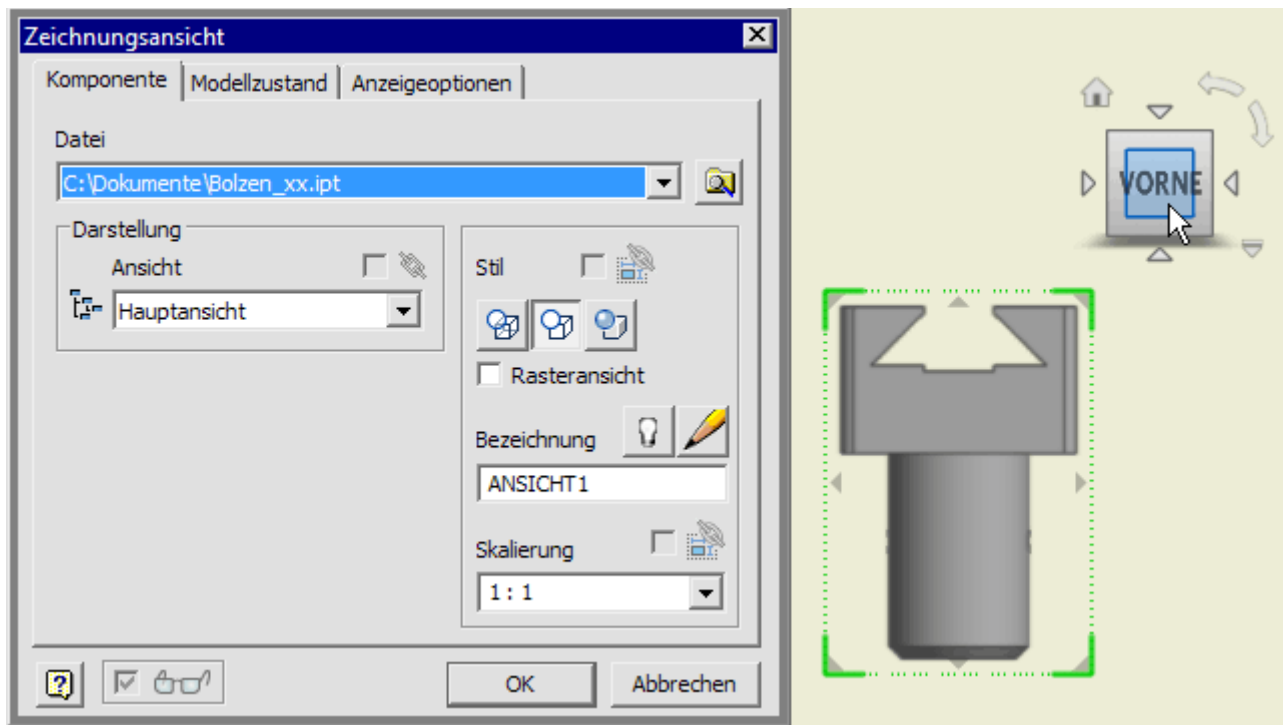 Zeichnungsansicht
Komponente Modellzustand Anzeigeoptionen
Datei
C:\Dokumente\Bolzen_xx.ipt
Darstellung
Ansicht
Hauptansicht
Stil
Rasteransicht
Bezeichnung
ANSICHT1
Skalierung
1 : 1
OK Abbrechen
VORNE